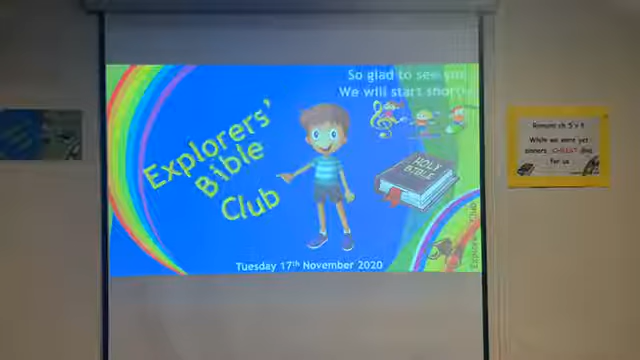 So glad to see you
We will start shortly
Explorers'
Bible
Club
HOLY
BIBLE
Tuesday 17th November 2020
Romans ch 5 v 8
While we were yet
sinners, CHRIST died
for us